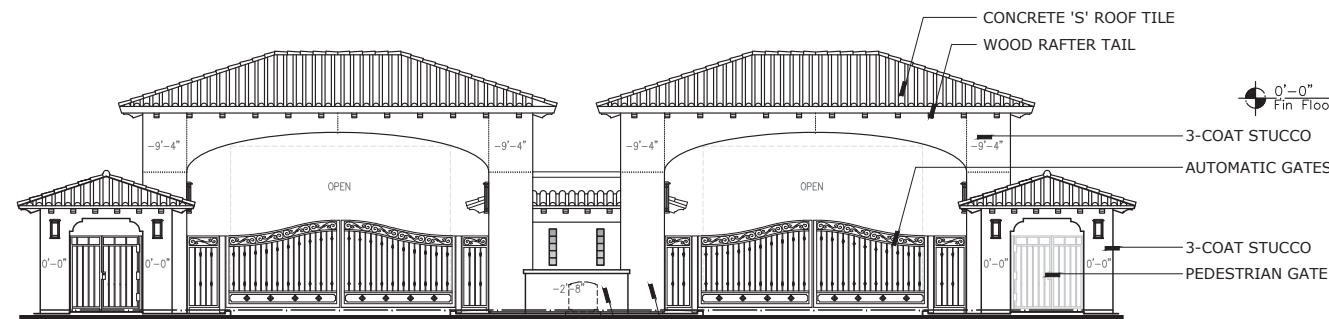 CONCRETE 'S' ROOF TILE
WOOD RAFTER TAIL
0'-0"
Fin Floo
-9'-4" -9'-4" -9'-4" -9'-4"
3-COAT STUCCO
AUTOMATIC GATES
OPEN OPEN
3-COAT STUCCO
0'-0" 0'-0" 0'-0" 0'-0"
PEDESTRIAN GATE
-2'-8"